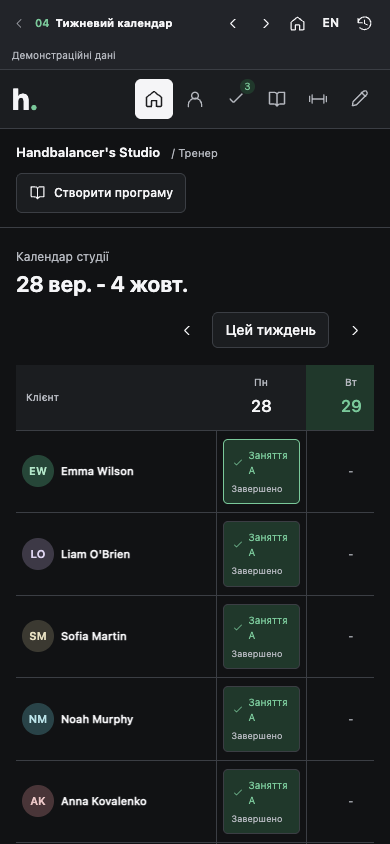 04 Тижневий календар
EN
Демонстраційні дані
h.
3
Handbalancer's Studio / Тренер
Створити програму
Календар студії
28 вер. - 4 жовт.
Цей тиждень
Клієнт
Пн
28
Вт
29
EW Emma Wilson
Заняття
A
Завершено
-
LO Liam O'Brien
Заняття
A
Завершено
-
SM Sofia Martin
Заняття
A
Завершено
-
NM Noah Murphy
Заняття
A
Завершено
-
AK Anna Kovalenko
Заняття
A
Завершено
-